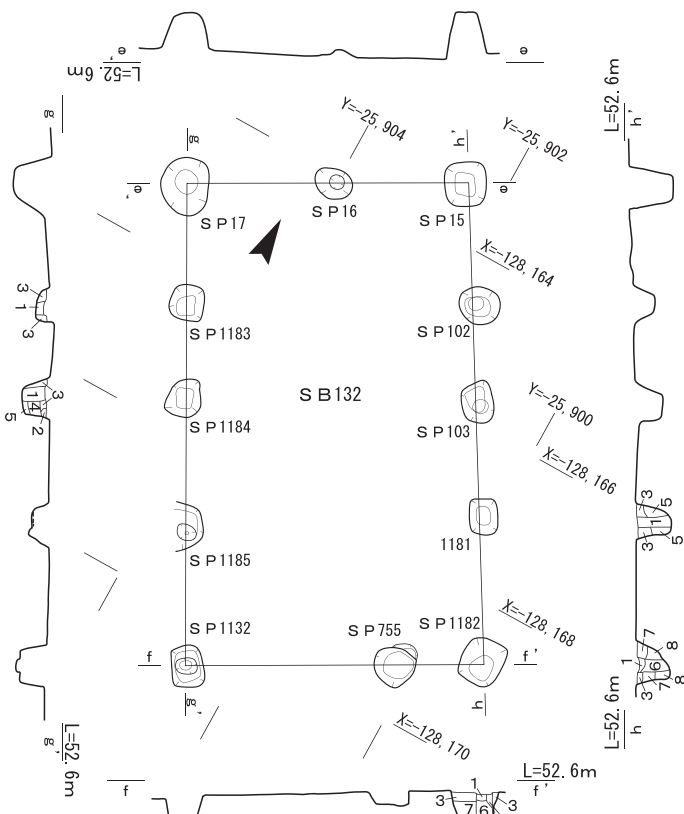 e'
e
L=52.6m
L=52.6m
g'
h'
Y=-25,904
Y=-25,902
g
h'
e'
e
SP17
SP16
SP15
X=-128,164
3
1
3
SP1183
SP102
SB132
3
1
4
5
2
SP1184
SP103
Y=-25,900
X=-128,166
3
5
1
3
5
SP1185
1181
SP1132
SP755
SP1182
X=-128,168
7
8
1
6
3
7
8
f
f'
g'
h
L=52.6m
h
L=52.6m
g'
X=-128,170
L=52.6m
f
f'
1
3
3
7
6